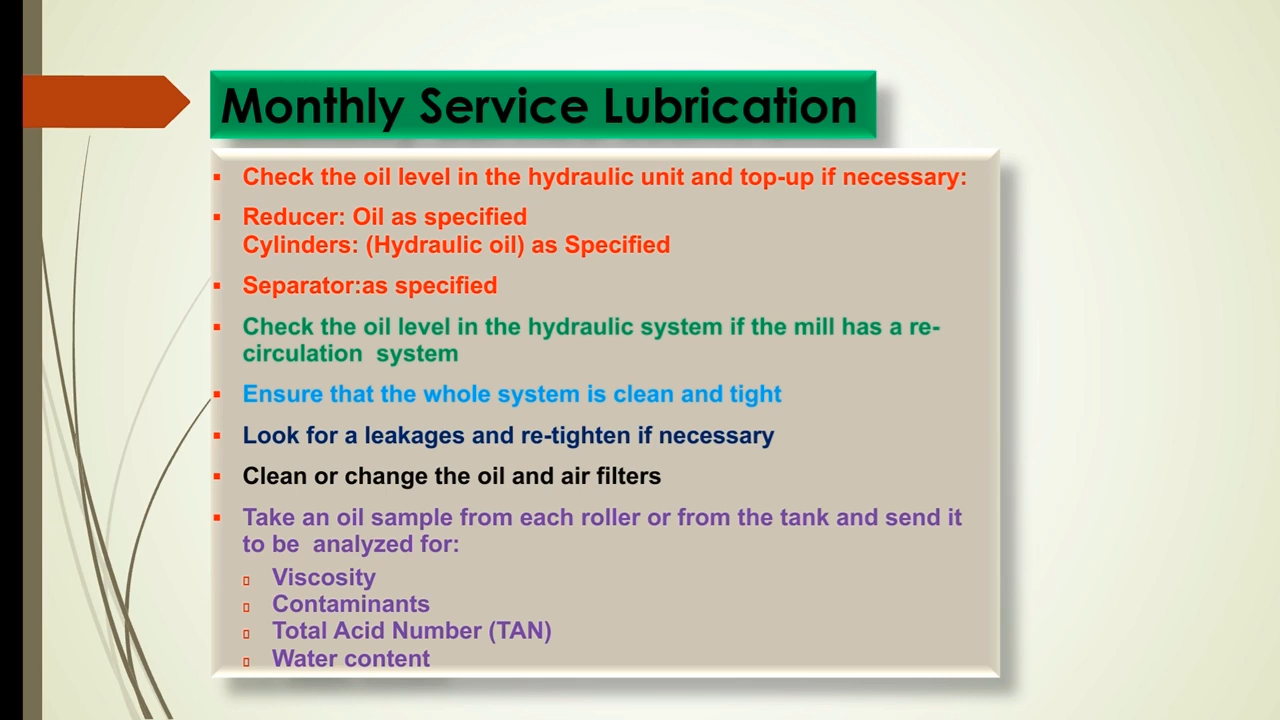 Monthly Service Lubrication
▪ Check the oil level in the hydraulic unit and top-up if necessary:
▪ Reducer: Oil as specified
Cylinders: (Hydraulic oil) as Specified
▪ Separator:as specified
▪ Check the oil level in the hydraulic system if the mill has a re-
circulation system
▪ Ensure that the whole system is clean and tight
▪ Look for a leakages and re-tighten if necessary
▪ Clean or change the oil and air filters
▪ Take an oil sample from each roller or from the tank and send it
to be analyzed for:
▯ Viscosity
▯ Contaminants
▯ Total Acid Number (TAN)
▯ Water content